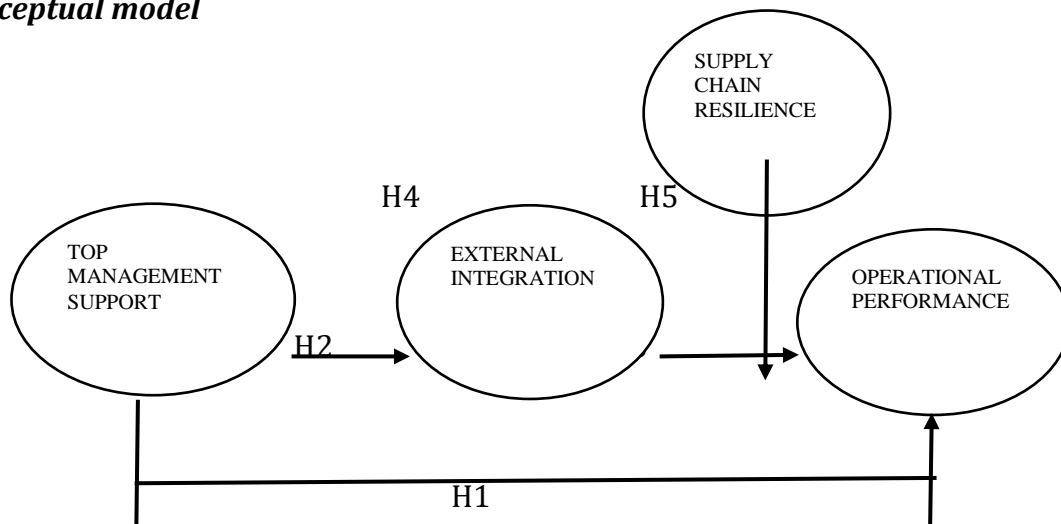 ceptual model
SUPPLY
CHAIN
RESILIENCE
H4
H5
TOP
MANAGEMENT
SUPPORT
EXTERNAL
INTEGRATION
OPERATIONAL
PERFORMANCE
H2
H1